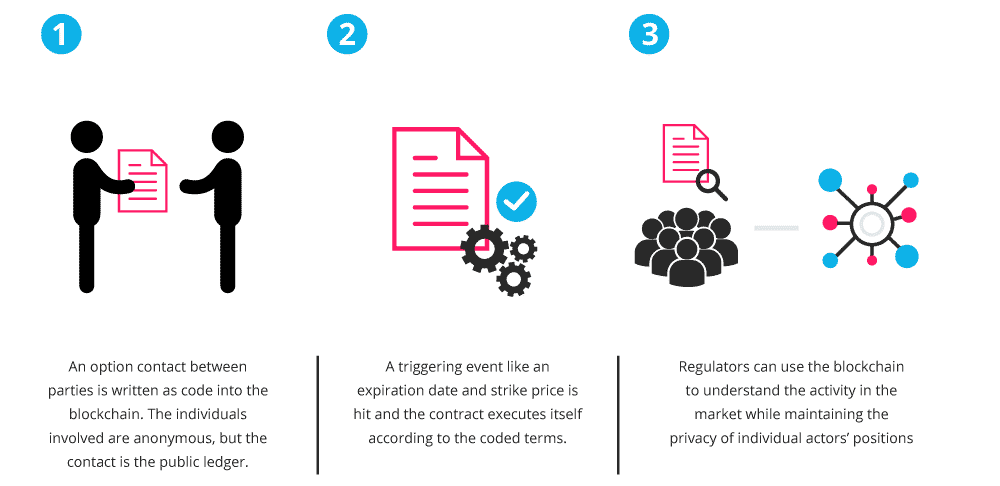 1
2
3
An option contact between
parties is written as code into the
blockchain. The individuals
involved are anonymous, but the
contact is the public ledger.
A triggering event like an
expiration date and strike price is
hit and the contract executes itself
according to the coded terms.
Regulators can use the blockchain
to understand the activity in the
market while maintaining the
privacy of individual actors’ positions